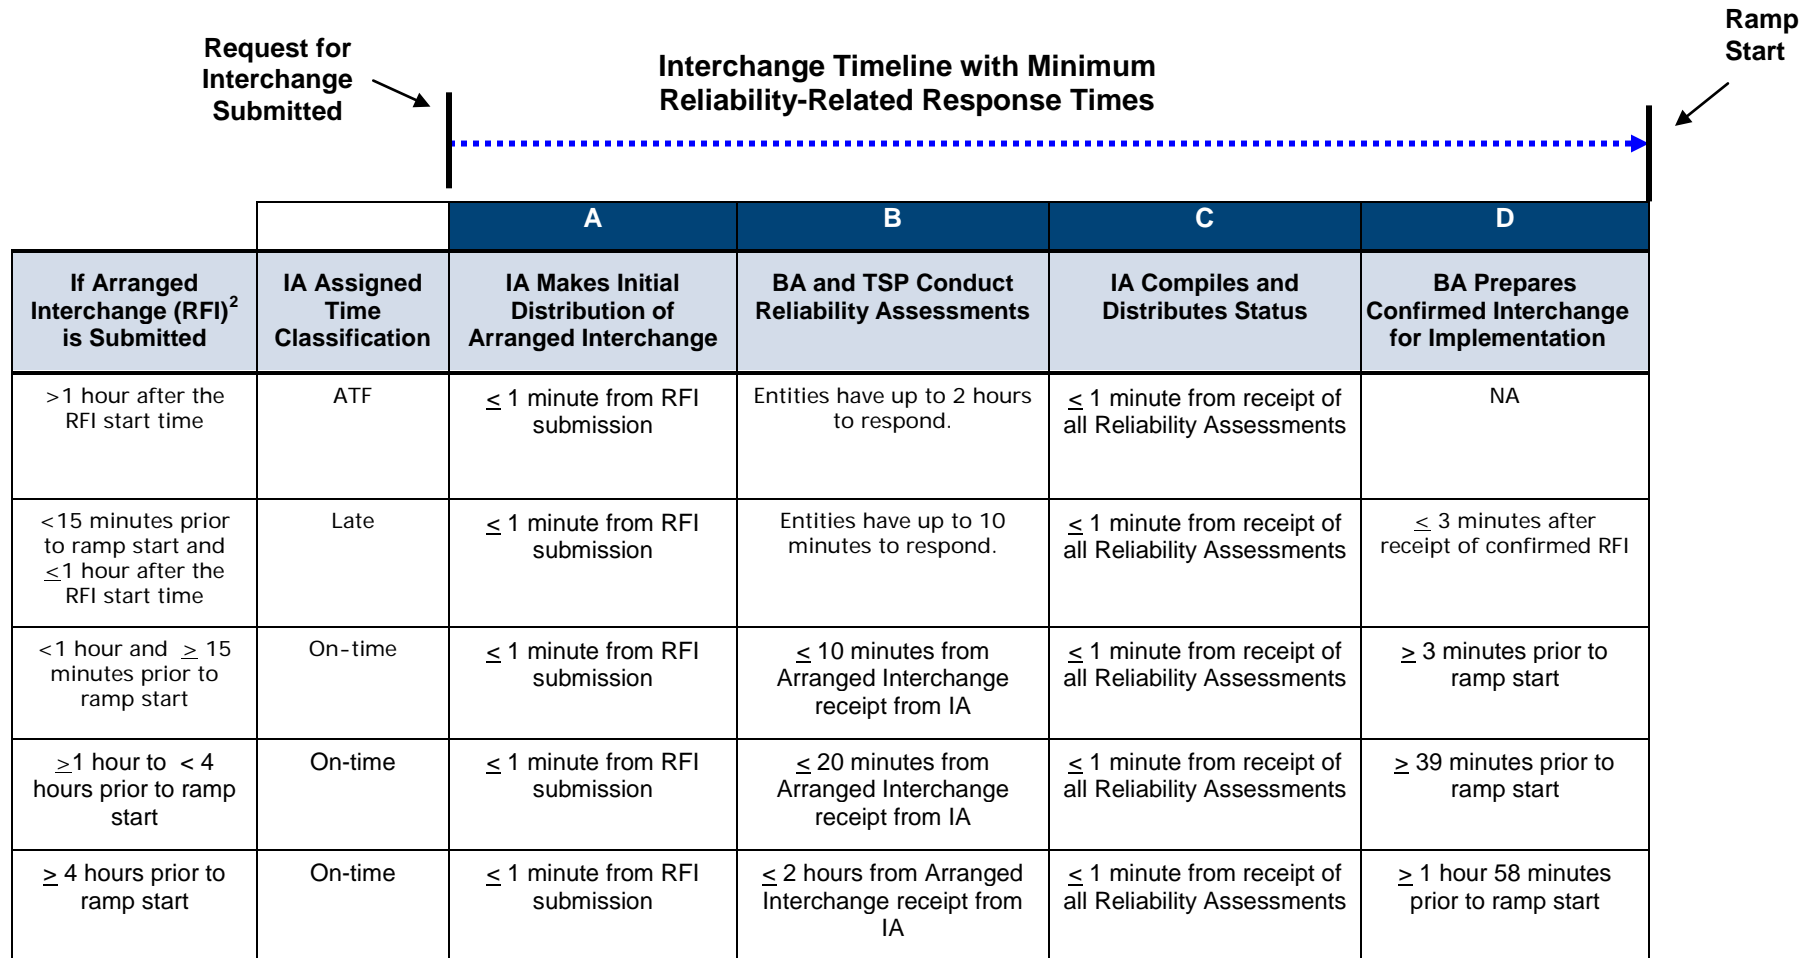 Ramp
Start
Request for
Interchange
Submitted
Interchange Timeline with Minimum
Reliability-Related Response Times
A
B
C
D
If Arranged
Interchange (RFI)²
is Submitted
IA Assigned
Time
Classification
IA Makes Initial
Distribution of
Arranged Interchange
BA and TSP Conduct
Reliability Assessments
IA Compiles and
Distributes Status
BA Prepares
Confirmed Interchange
for Implementation
>1 hour after the
RFI start time
ATF
≤ 1 minute from RFI
submission
Entities have up to 2 hours
to respond.
≤ 1 minute from receipt of
all Reliability Assessments
NA
<15 minutes prior
to ramp start and
≤1 hour after the
RFI start time
Late
≤ 1 minute from RFI
submission
Entities have up to 10
minutes to respond.
≤ 1 minute from receipt of
all Reliability Assessments
≤ 3 minutes after
receipt of confirmed RFI
<1 hour and ≥ 15
minutes prior to
ramp start
On-time
≤ 1 minute from RFI
submission
≤ 10 minutes from
Arranged Interchange
receipt from IA
≤ 1 minute from receipt of
all Reliability Assessments
≥ 3 minutes prior to
ramp start
≥1 hour to < 4
hours prior to ramp
start
On-time
≤ 1 minute from RFI
submission
≤ 20 minutes from
Arranged Interchange
receipt from IA
≤ 1 minute from receipt of
all Reliability Assessments
≥ 39 minutes prior to
ramp start
≥ 4 hours prior to
ramp start
On-time
≤ 1 minute from RFI
submission
≤ 2 hours from Arranged
Interchange receipt from
IA
≤ 1 minute from receipt of
all Reliability Assessments
≥ 1 hour 58 minutes
prior to ramp start